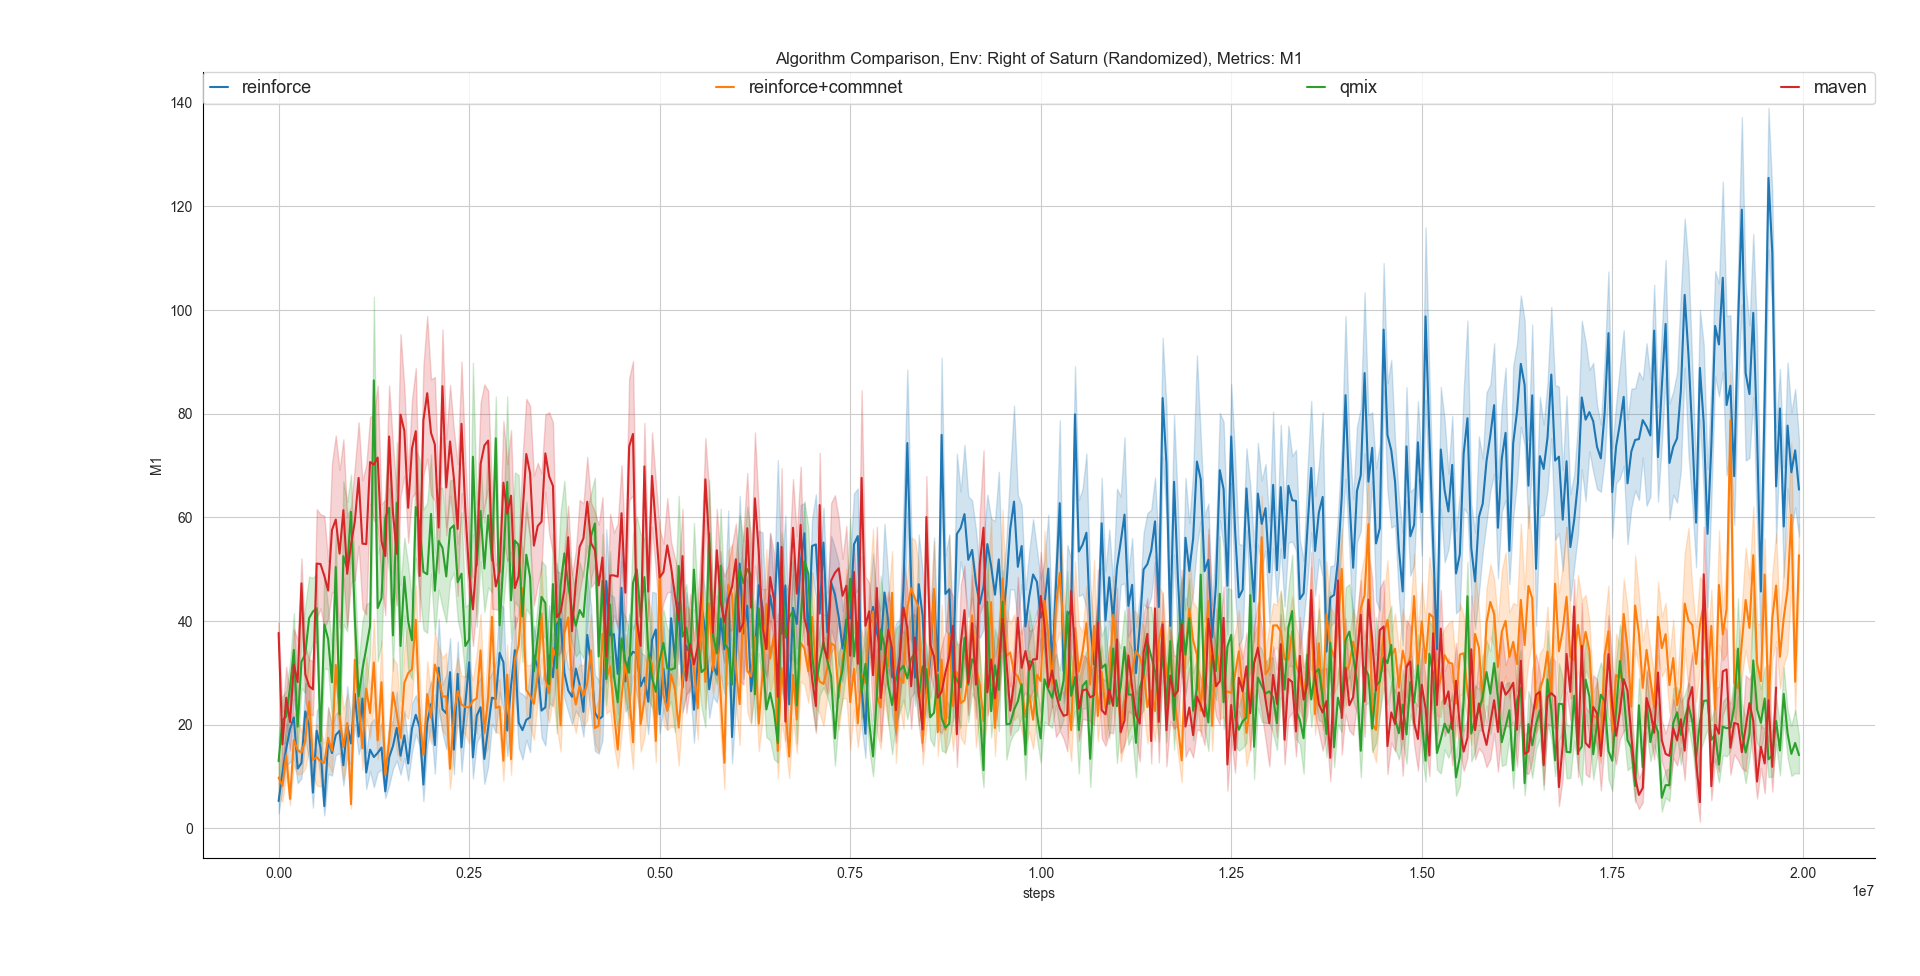 Algorithm Comparison, Env: Right of Saturn (Randomized), Metrics: M1
reinforce reinforce+commnet qmix maven
140
120
100
80
60
40
20
0
M1
0.00 0.25 0.50 0.75 1.00 1.25 1.50 1.75 2.00
steps
1e7